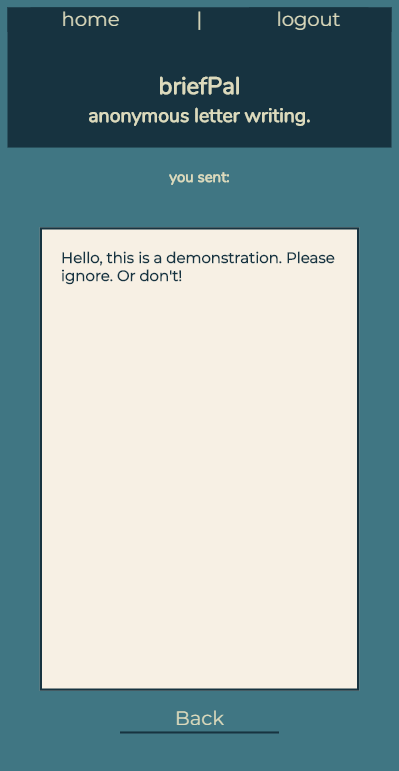 home | logout
briefPal
anonymous letter writing.
you sent:
Hello, this is a demonstration. Please
ignore. Or don't!
Back